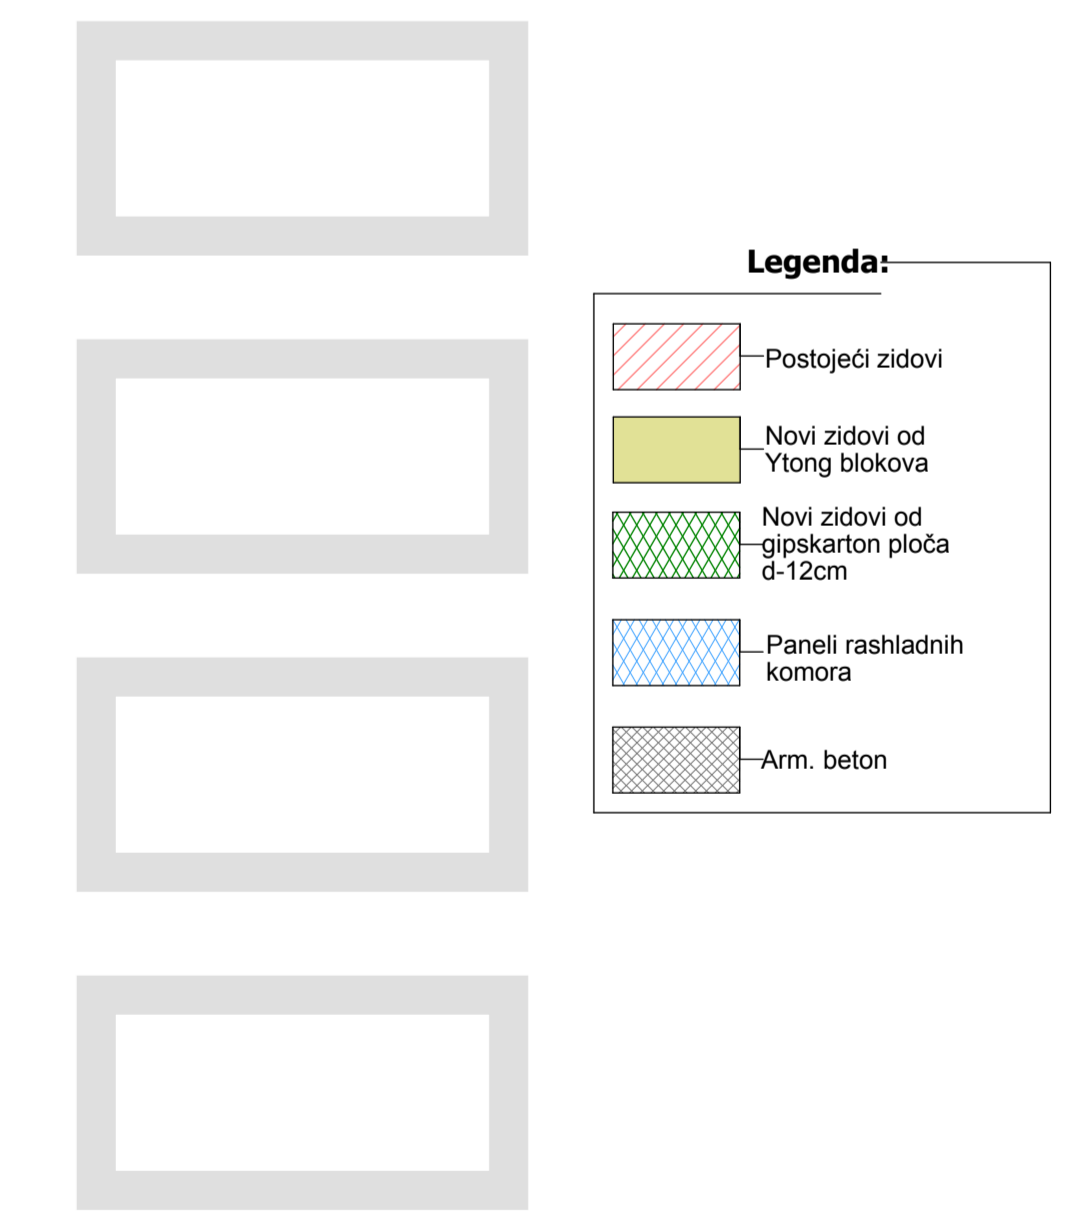 Legenda:
Postojeći zidovi
Novi zidovi od
Ytong blokova
Novi zidovi od
gipskarton ploča
d-12cm
Paneli rashladnih
komora
Arm. beton